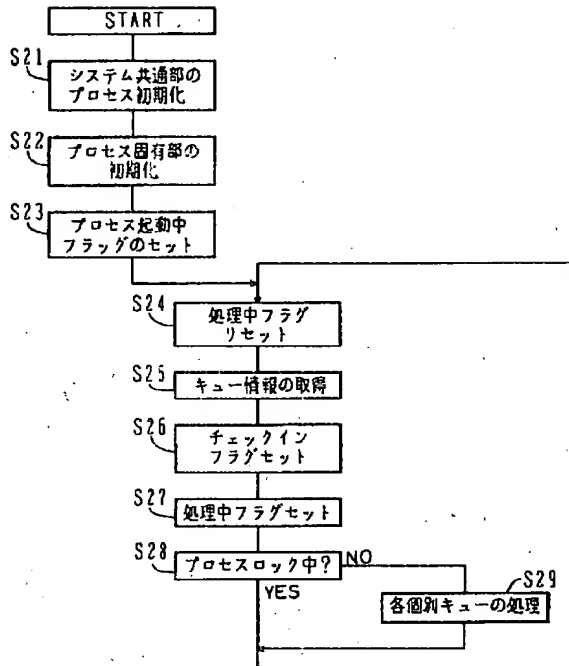 START
S21
システム共通部の
プロセス初期化
S22
プロセス固有部の
初期化
S23
プロセス起動中
フラッグのセット
S24
処理中フラグ
リセット
S25
キュー情報の取得
S26
チェックイン
フラグセット
S27
処理中フラグセット
S28
プロセスロック中?
NO
YES
S29
各個別キューの処理